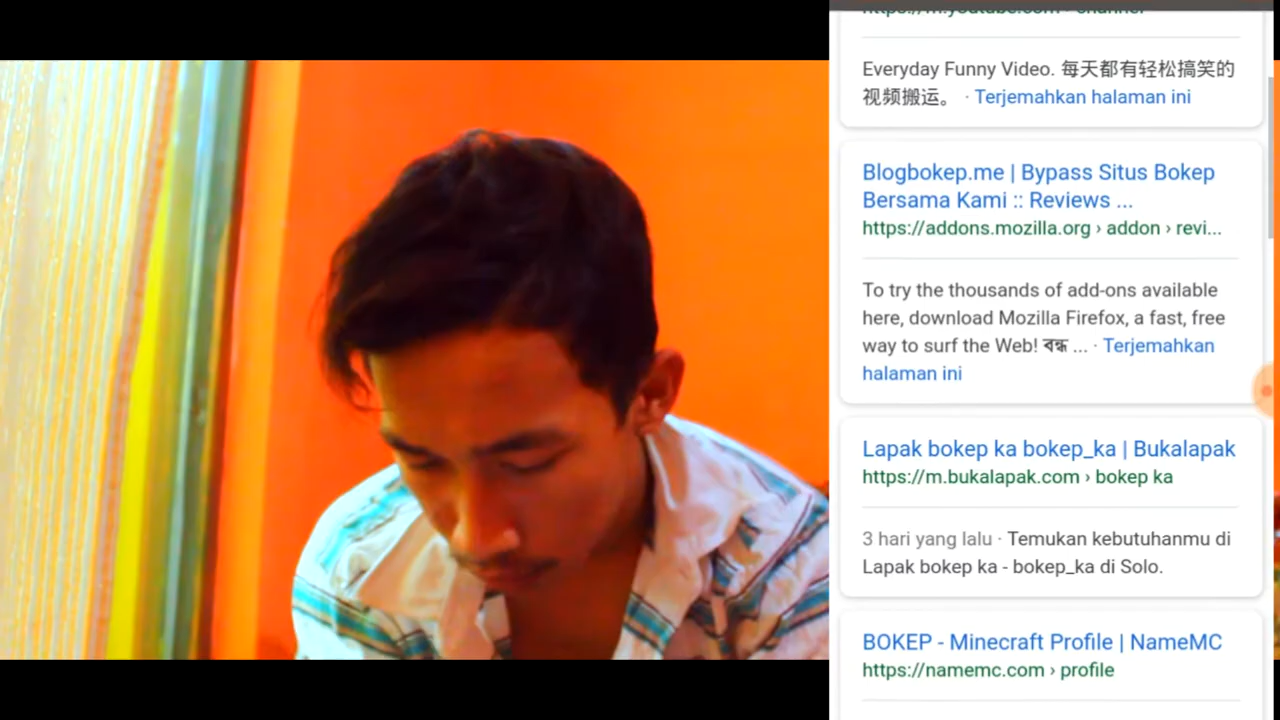 Everyday Funny Video. 每天都有轻松搞笑的
视频搬运。 · Terjemahkan halaman ini
Blogbokep.me | Bypass Situs Bokep
Bersama Kami :: Reviews ...
https://addons.mozilla.org › addon › revi...
To try the thousands of add-ons available
here, download Mozilla Firefox, a fast, free
way to surf the Web! বন্ধ ... · Terjemahkan
halaman ini
Lapak bokep ka bokep_ka | Bukalapak
https://m.bukalapak.com › bokep ka
3 hari yang lalu · Temukan kebutuhanmu di
Lapak bokep ka - bokep_ka di Solo.
BOKEP - Minecraft Profile | NameMC
https://namemc.com › profile